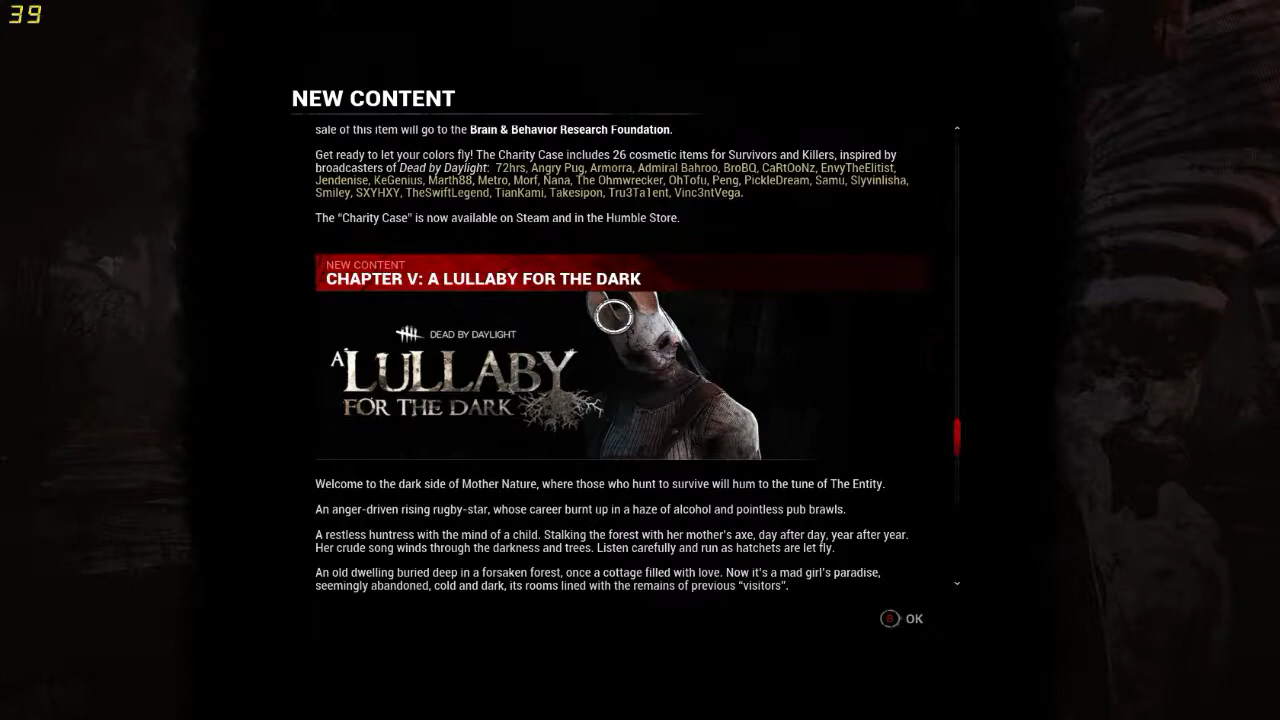 39
NEW CONTENT
sale of this item will go to the Brain & Behavior Research Foundation.
Get ready to let your colors fly! The Charity Case includes 26 cosmetic items for Survivors and Killers, inspired by
broadcasters of Dead by Daylight: 72hrs, Angry Pug, Armorra, Admiral Bahroo, BroBQ, CaRtOoNz, EnvyTheElitist,
Jendenise, KeGenius, Marth88, Metro, Morf, Nana, The Ohmwrecker, OhTofu, Peng, PickleDream, Samu, Slyvinlisha,
Smiley, SXYHXY, TheSwiftLegend, TianKami, Takesipon, Tru3Ta1ent, Vinc3ntVega.
The “Charity Case” is now available on Steam and in the Humble Store.
NEW CONTENT
CHAPTER V: A LULLABY FOR THE DARK
DEAD BY DAYLIGHT
A LULLABY
FOR THE DARK
Welcome to the dark side of Mother Nature, where those who hunt to survive will hum to the tune of The Entity.
An anger-driven rising rugby-star, whose career burnt up in a haze of alcohol and pointless pub brawls.
A restless huntress with the mind of a child. Stalking the forest with her mother's axe, day after day, year after year.
Her crude song winds through the darkness and trees. Listen carefully and run as hatchets are let fly.
An old dwelling buried deep in a forsaken forest, once a cottage filled with love. Now it's a mad girl's paradise,
seemingly abandoned, cold and dark, its rooms lined with the remains of previous “visitors”.
B OK